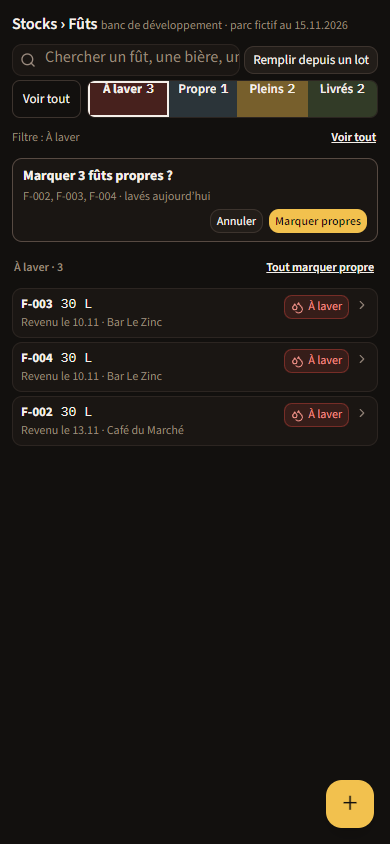 Stocks › Fûts banc de développement · parc fictif au 15.11.2026
Chercher un fût, une bière, un
Remplir depuis un lot
Voir tout
À laver 3
Propre 1
Pleins 2
Livrés 2
Filtre : À laver
Voir tout
Marquer 3 fûts propres ?
F-002, F-003, F-004 · lavés aujourd'hui
Annuler
Marquer propres
À laver · 3
Tout marquer propre
F-003 30 L
À laver
Revenu le 10.11 · Bar Le Zinc
F-004 30 L
À laver
Revenu le 10.11 · Bar Le Zinc
F-002 30 L
À laver
Revenu le 13.11 · Café du Marché